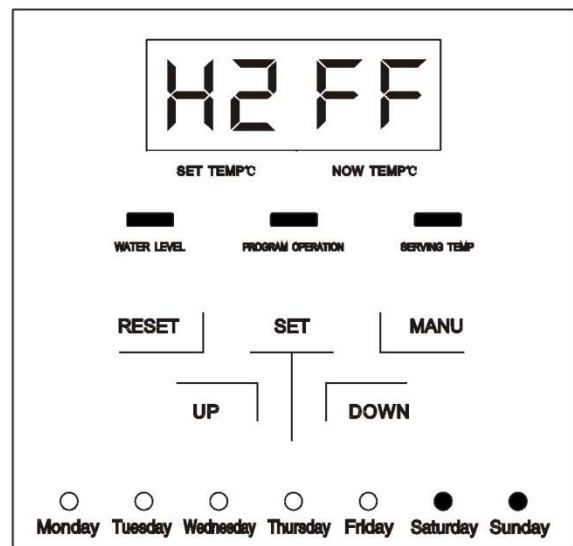 H2 FF
SET TEMP℃ NOW TEMP℃
WATER LEVEL PROGRAM OPERATION SERVING TEMP
RESET SET MANU
UP DOWN
Monday Tuesday Wednesday Thursday Friday Saturday Sunday